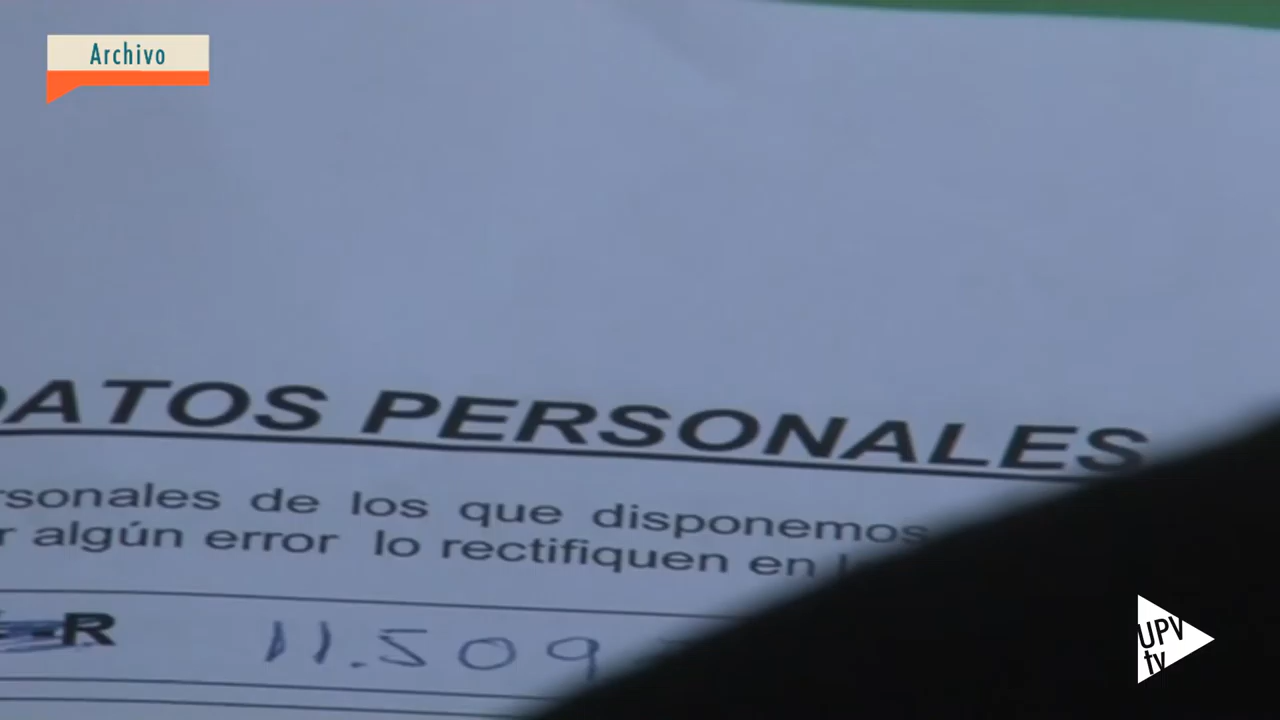 Archivo
DATOS PERSONALES
rsonales de los que disponemos
r algún error lo rectifiquen en
R 11.509
UPV
tv